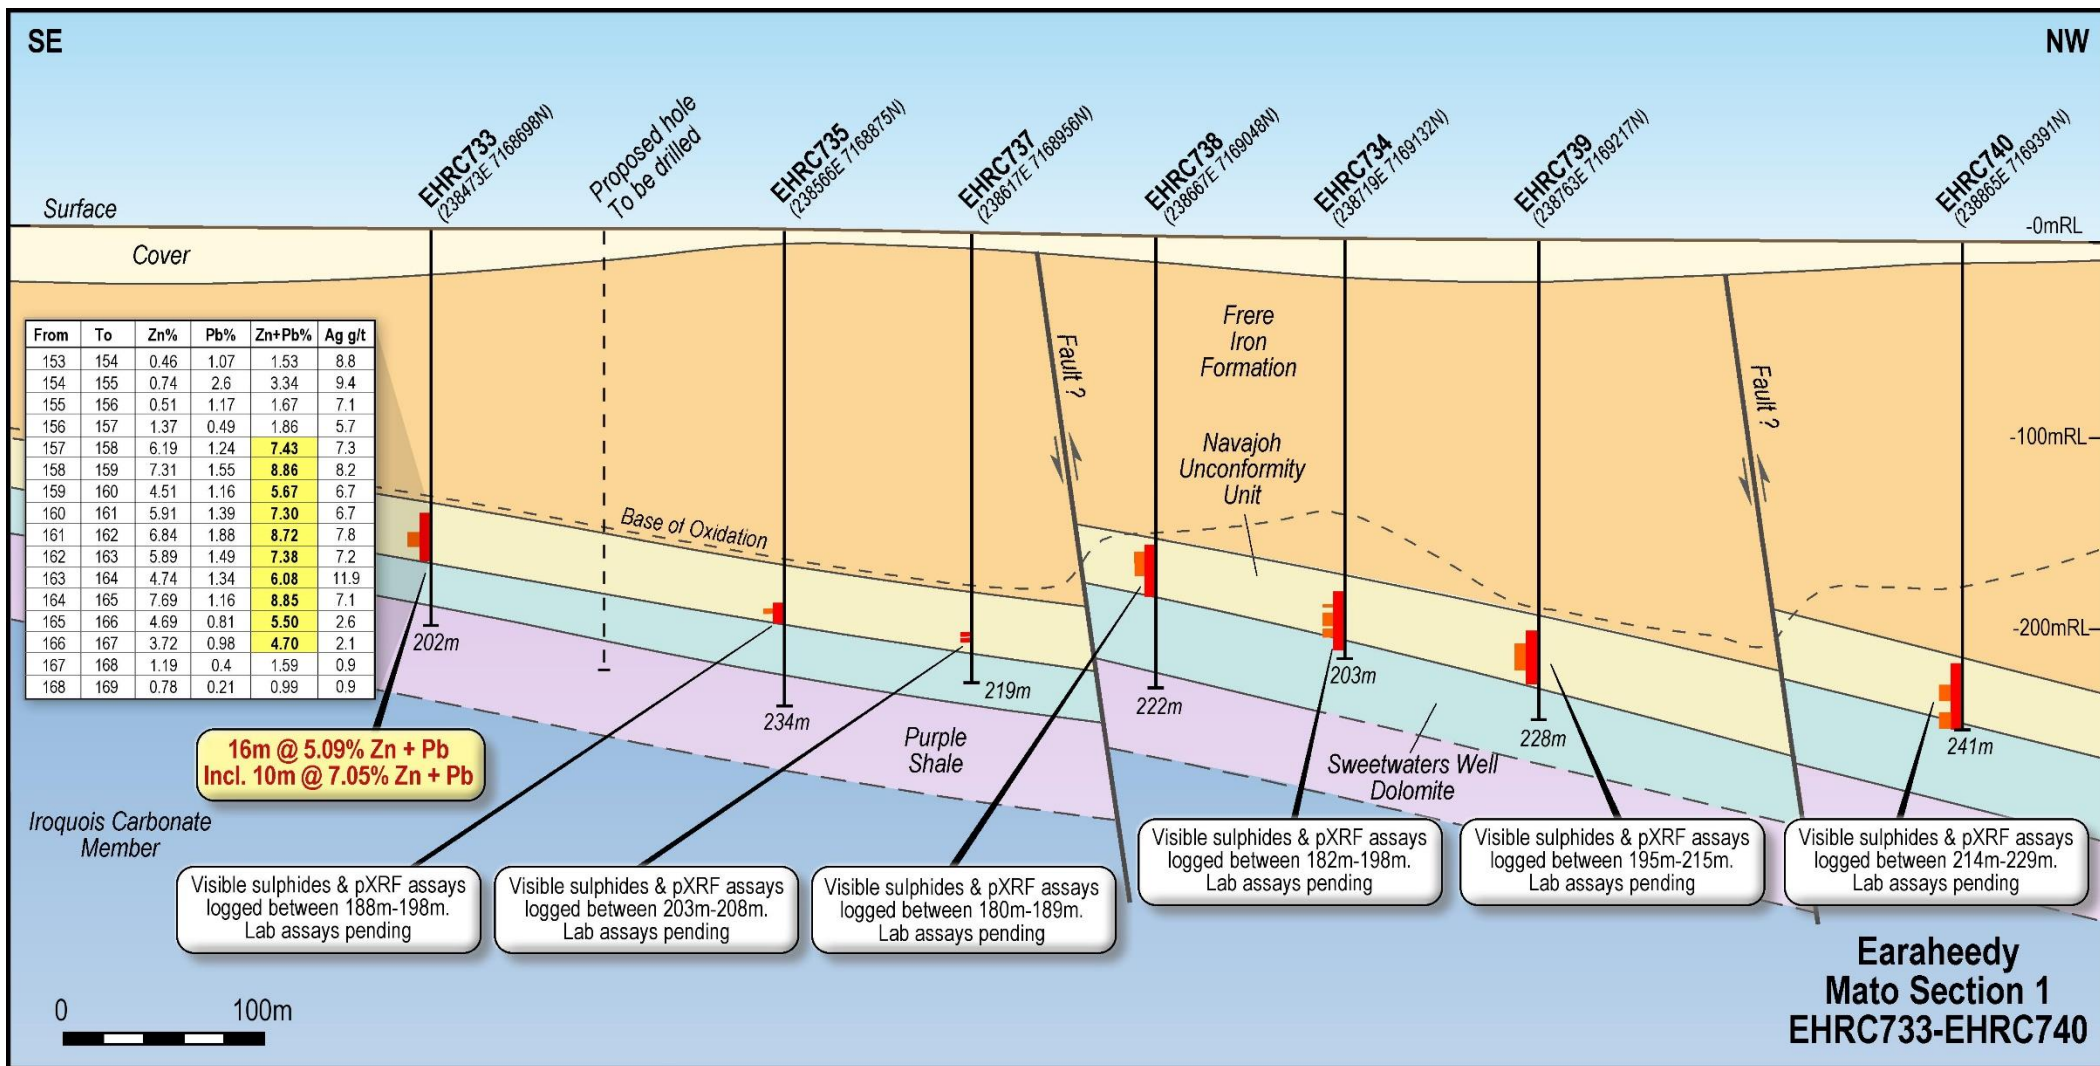 SE
NW
EHRC733
(238473E 7168698N)
Proposed hole
To be drilled
EHRC735
(238566E 7168875N)
EHRC737
(238617E 7168956N)
EHRC738
(238667E 7169048N)
EHRC734
(238719E 7169132N)
EHRC739
(238763E 7169217N)
EHRC740
(238865E 7169391N)
Surface
-0mRL
Cover
From To Zn% Pb% Zn+Pb% Ag g/t
153 154 0.46 1.07 1.53 8.8
154 155 0.74 2.6 3.34 9.4
155 156 0.51 1.17 1.67 7.1
156 157 1.37 0.49 1.86 5.7
157 158 6.19 1.24 7.43 7.3
158 159 7.31 1.55 8.86 8.2
159 160 4.51 1.16 5.67 6.7
160 161 5.91 1.39 7.30 6.7
161 162 6.84 1.88 8.72 7.8
162 163 5.89 1.49 7.38 7.2
163 164 4.74 1.34 6.08 11.9
164 165 7.69 1.16 8.85 7.1
165 166 4.69 0.81 5.50 2.6
166 167 3.72 0.98 4.70 2.1
167 168 1.19 0.4 1.59 0.9
168 169 0.78 0.21 0.99 0.9
Frere
Iron
Formation
Fault ?
Fault ?
-100mRL
Navajoh
Unconformity
Unit
Base of Oxidation
-200mRL
202m
234m
219m
222m
203m
228m
241m
Purple
Shale
Sweetwaters Well
Dolomite
16m @ 5.09% Zn + Pb
Incl. 10m @ 7.05% Zn + Pb
Iroquois Carbonate
Member
Visible sulphides & pXRF assays
logged between 188m-198m.
Lab assays pending
Visible sulphides & pXRF assays
logged between 203m-208m.
Lab assays pending
Visible sulphides & pXRF assays
logged between 180m-189m.
Lab assays pending
Visible sulphides & pXRF assays
logged between 182m-198m.
Lab assays pending
Visible sulphides & pXRF assays
logged between 195m-215m.
Lab assays pending
Visible sulphides & pXRF assays
logged between 214m-229m.
Lab assays pending
0 100m
Earaheedy
Mato Section 1
EHRC733-EHRC740